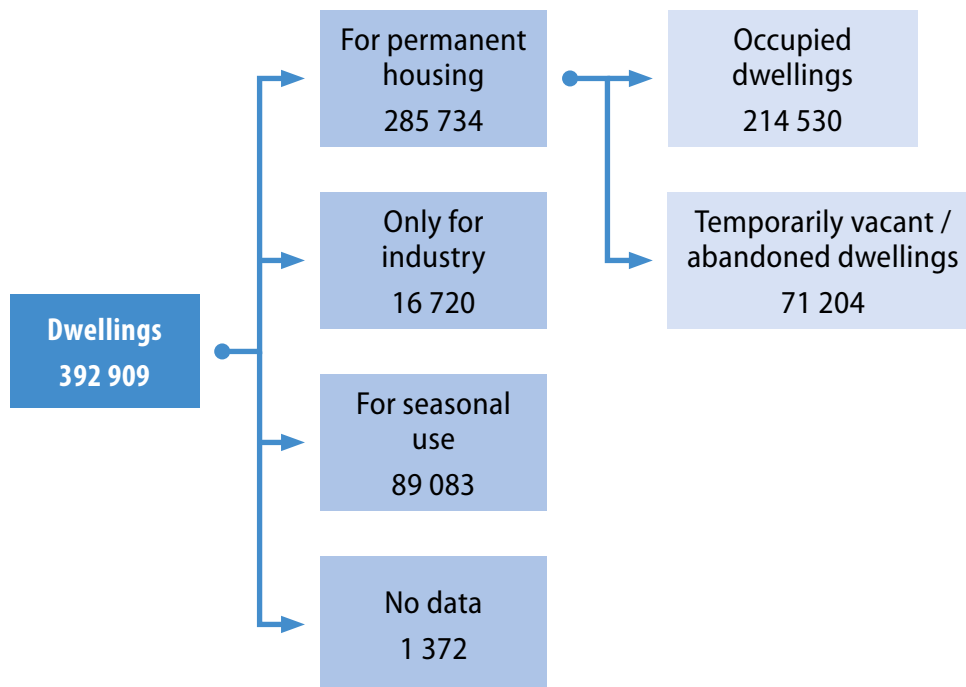 For permanent
housing
285 734
Occupied
dwellings
214 530
Only for
industry
16 720
Temporarily vacant /
abandoned dwellings
71 204
Dwellings
392 909
For seasonal
use
89 083
No data
1 372